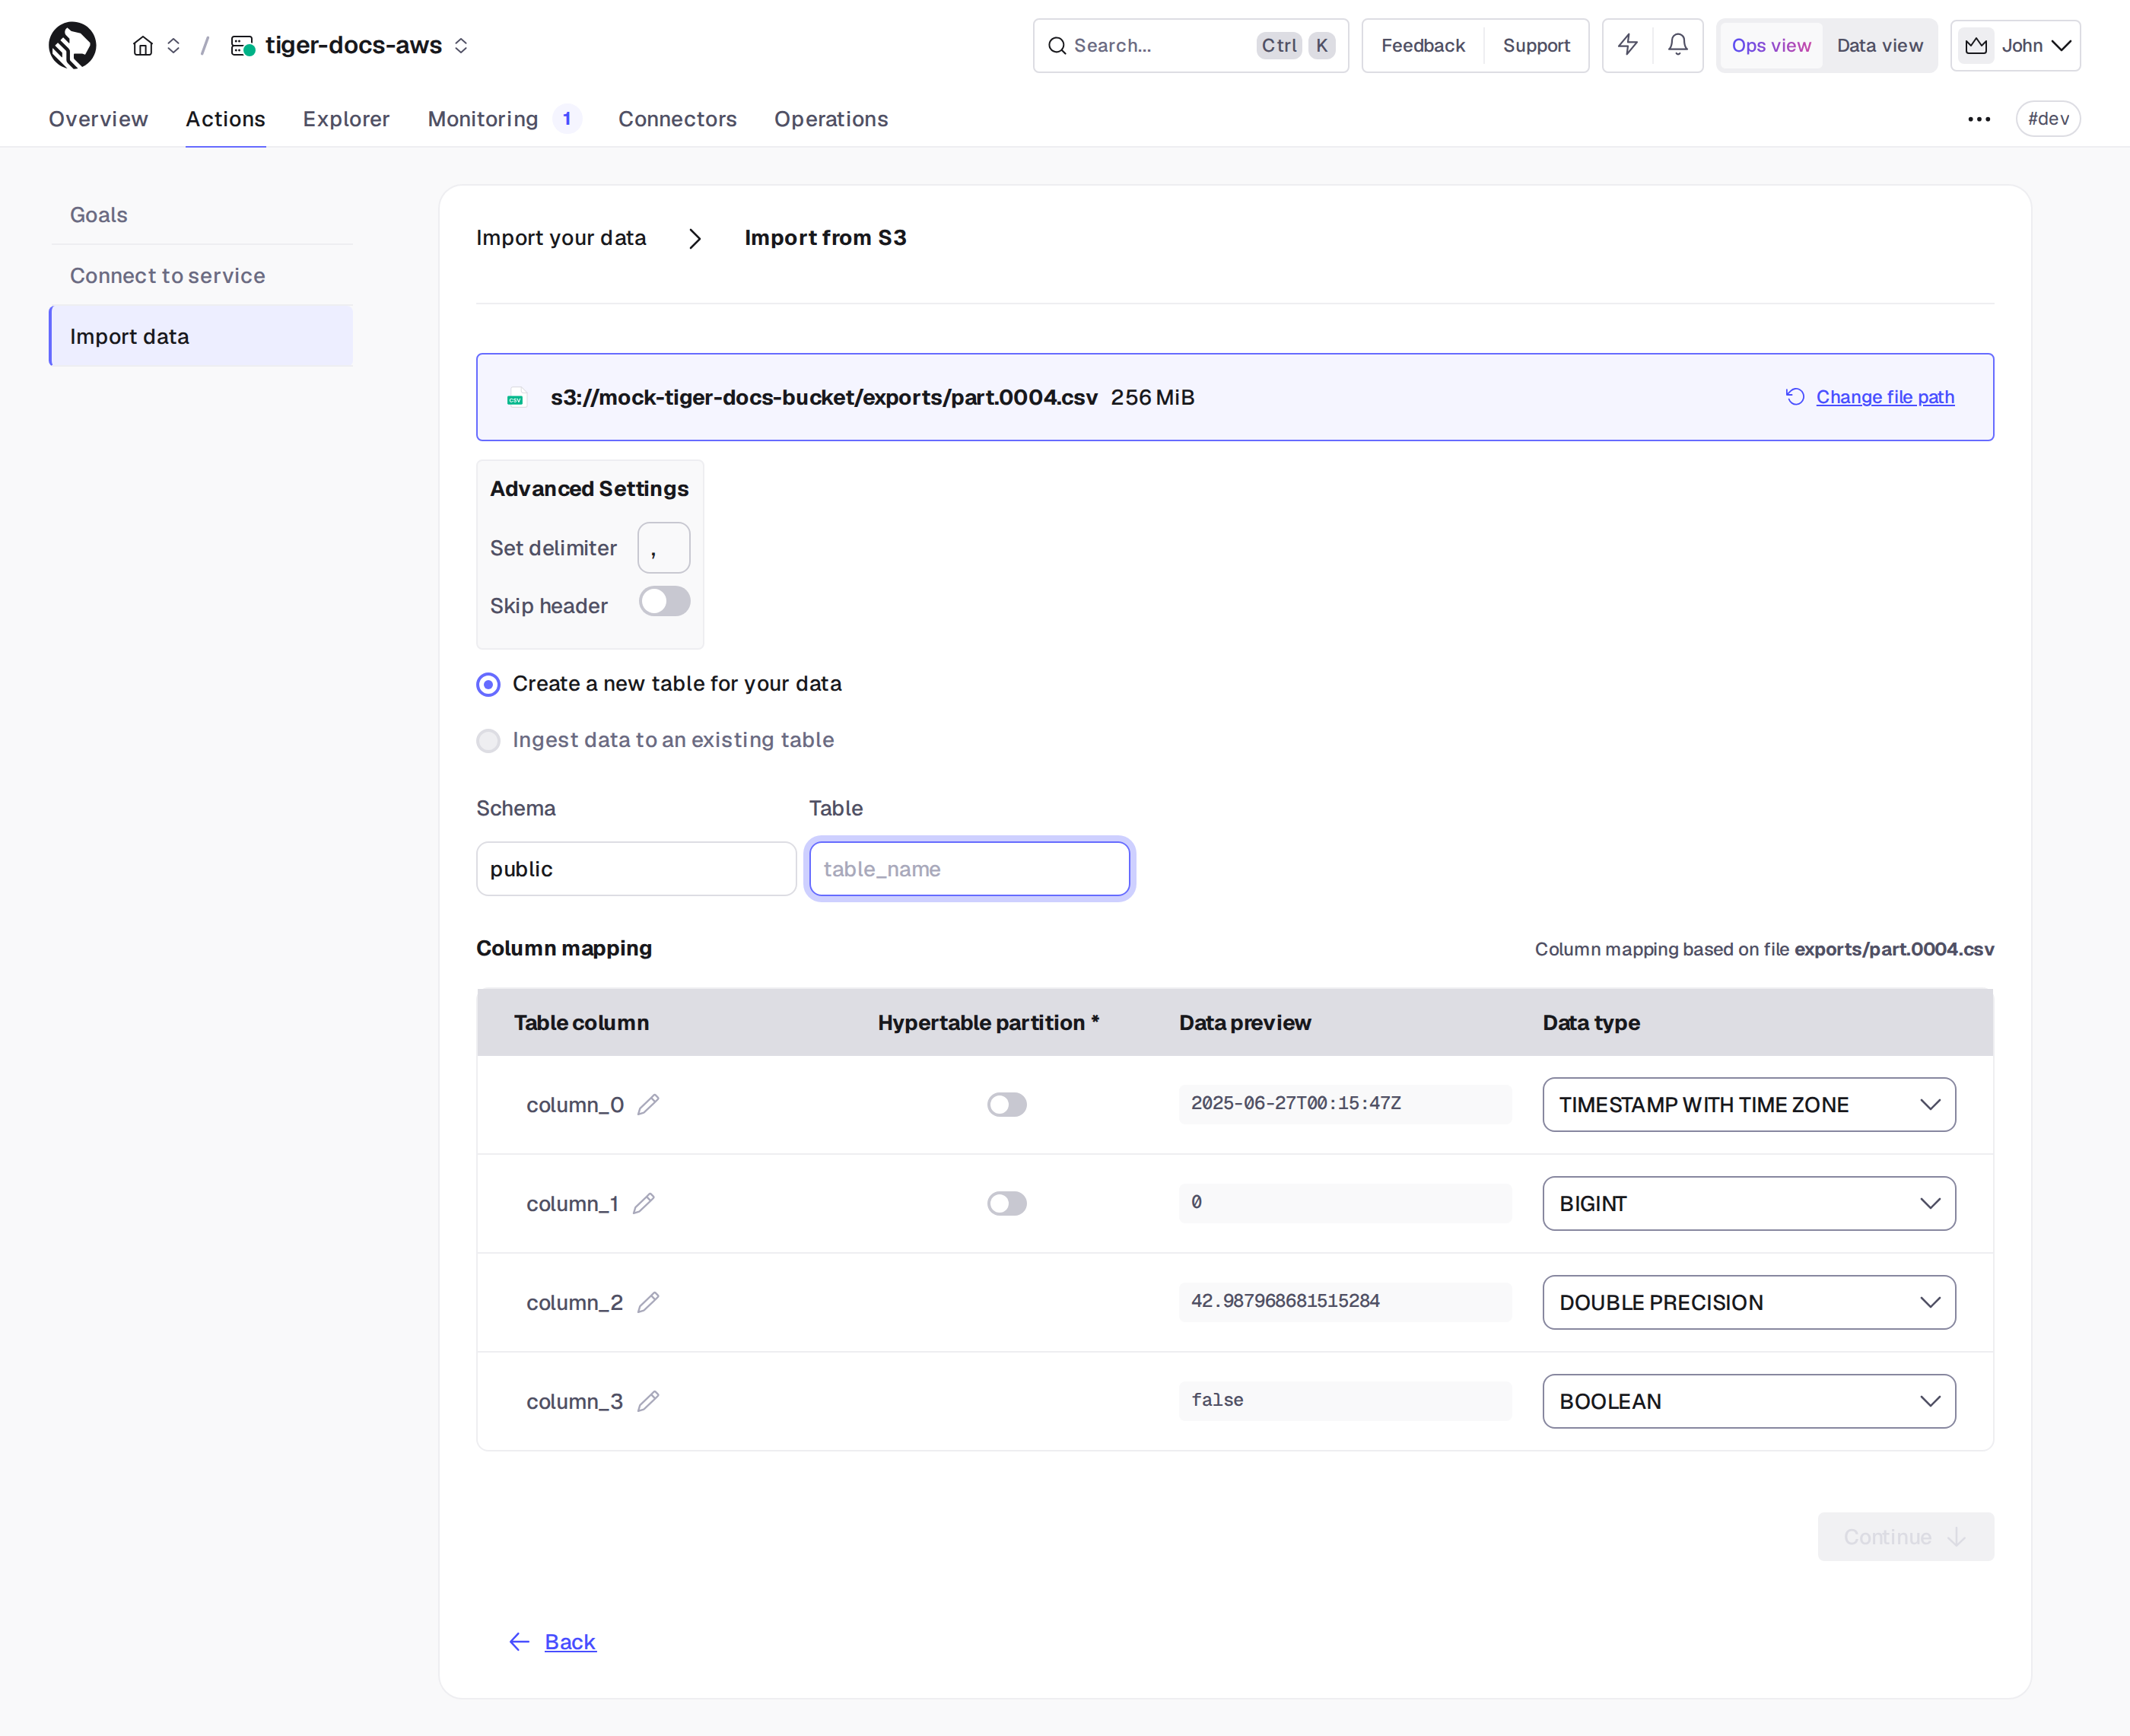 / tiger-docs-aws Search... Ctrl K Feedback Support Ops view Data view John
Overview Actions Explorer Monitoring 1 Connectors Operations ... #dev
Goals
Connect to service
Import data
Import your data > Import from S3
CSV s3://mock-tiger-docs-bucket/exports/part.0004.csv 256 MiB Change file path
Advanced Settings
Set delimiter ,
Skip header
Create a new table for your data
Ingest data to an existing table
Schema Table
public table_name
Column mapping Column mapping based on file exports/part.0004.csv
Table column Hypertable partition * Data preview Data type
column_0 2025-06-27T00:15:47Z TIMESTAMP WITH TIME ZONE
column_1 0 BIGINT
column_2 42.987968681515284 DOUBLE PRECISION
column_3 false BOOLEAN
Continue
Back